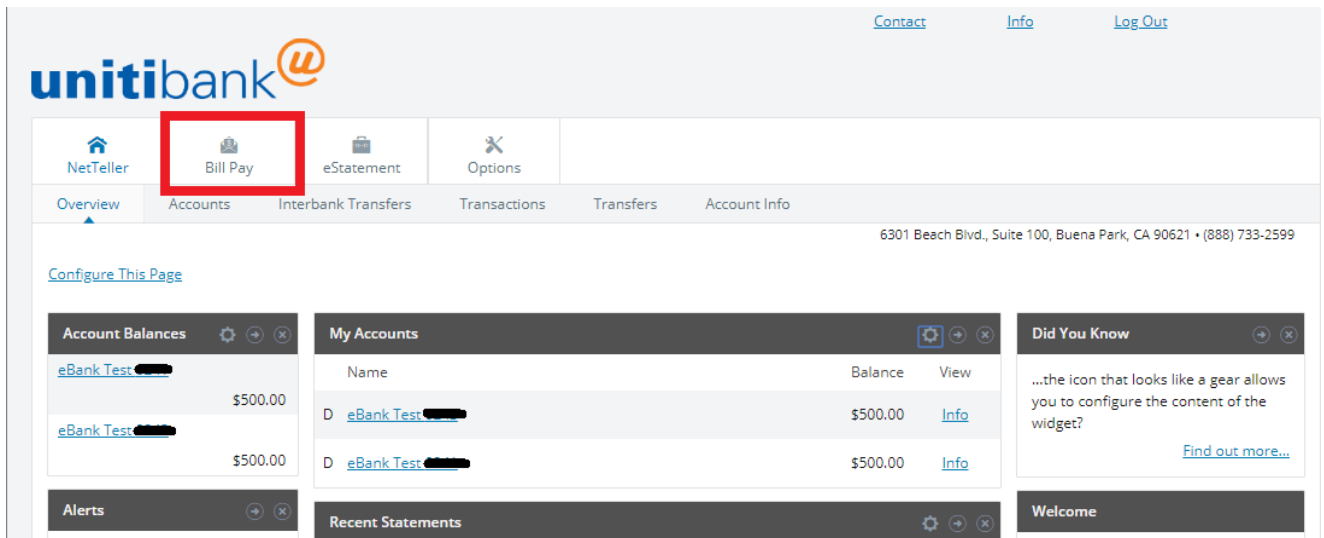 Contact Info Log Out
unitibank@
NetTeller Bill Pay eStatement Options
Overview Accounts Interbank Transfers Transactions Transfers Account Info
6301 Beach Blvd., Suite 100, Buena Park, CA 90621 • (888) 733-2599
Configure This Page
Account Balances
eBank Test
$500.00
eBank Test
$500.00
Alerts
My Accounts
Name Balance View
D eBank Test $500.00 Info
D eBank Test $500.00 Info
Recent Statements
Did You Know
...the icon that looks like a gear allows
you to configure the content of the
widget?
Find out more...
Welcome